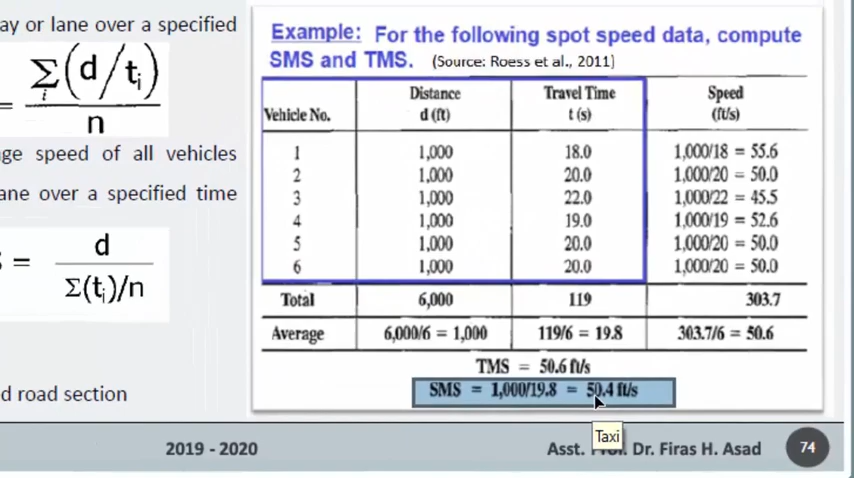 ay or lane over a specified
= Σi(d/ti) / n
ge speed of all vehicles
ane over a specified time
= d / Σ(ti)/n
d road section
Example: For the following spot speed data, compute
SMS and TMS. (Source: Roess et al., 2011]
Vehicle No. Distance d (ft) Travel Time t (s) Speed (ft/s)
1 1,000 18.0 1,000/18 = 55.6
2 1,000 20.0 1,000/20 = 50.0
3 1,000 22.0 1,000/22 = 45.5
4 1,000 19.0 1,000/19 = 52.6
5 1,000 20.0 1,000/20 = 50.0
6 1,000 20.0 1,000/20 = 50.0
Total 6,000 119 303.7
Average 6,000/6 = 1,000 119/6 = 19.8 303.7/6 = 50.6
TMS = 50.6 ft/s
SMS = 1,000/19.8 = 50.4 ft/s
Taxi
2019 - 2020 Asst. Prof. Dr. Firas H. Asad 74